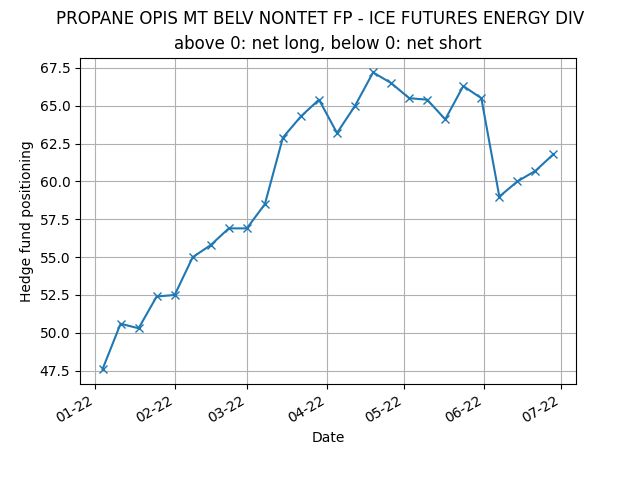 PROPANE OPIS MT BELV NONTET FP - ICE FUTURES ENERGY DIV
above 0: net long, below 0: net short
67.5
65.0
62.5
60.0
57.5
55.0
52.5
50.0
47.5
Hedge fund positioning
01-22 02-22 03-22 04-22 05-22 06-22 07-22
Date